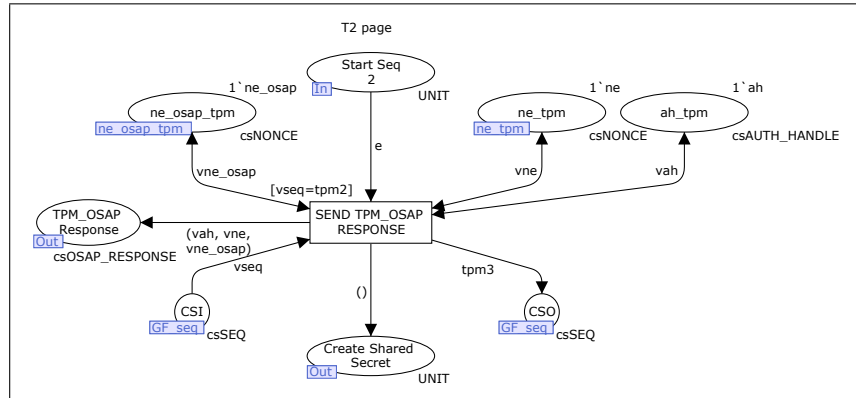 T2 page
1`ne_osap
Start Seq
2
In
UNIT
1`ne
1`ah
ne_osap_tpm
ne_osap_tpm
csNONCE
ne_tpm
ne_tpm
csNONCE
ah_tpm
csAUTH_HANDLE
e
vne_osap
vne
vah
[vseq=tpm2]
SEND TPM_OSAP
RESPONSE
TPM_OSAP
Response
Out
csOSAP_RESPONSE
(vah, vne,
vne_osap)
vseq
tpm3
()
CSI
GF_seq
csSEQ
CSO
GF_seq
csSEQ
Create Shared
Secret
Out
UNIT